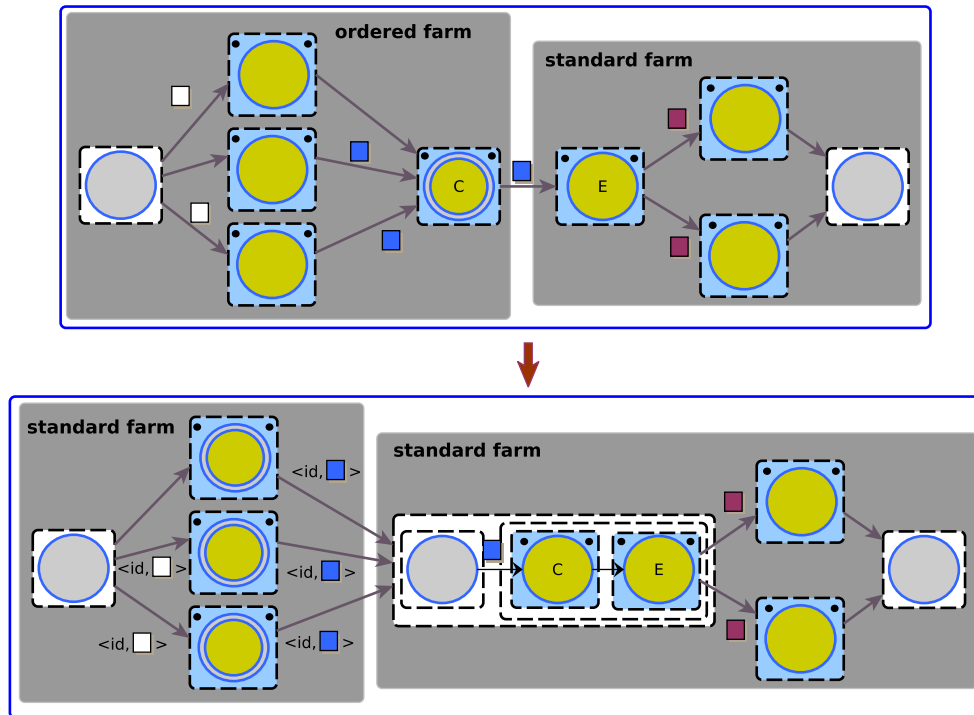 ordered farm
standard farm
C
E
standard farm
standard farm
<id, >
<id, >
<id, >
<id, >
<id, >
C
E